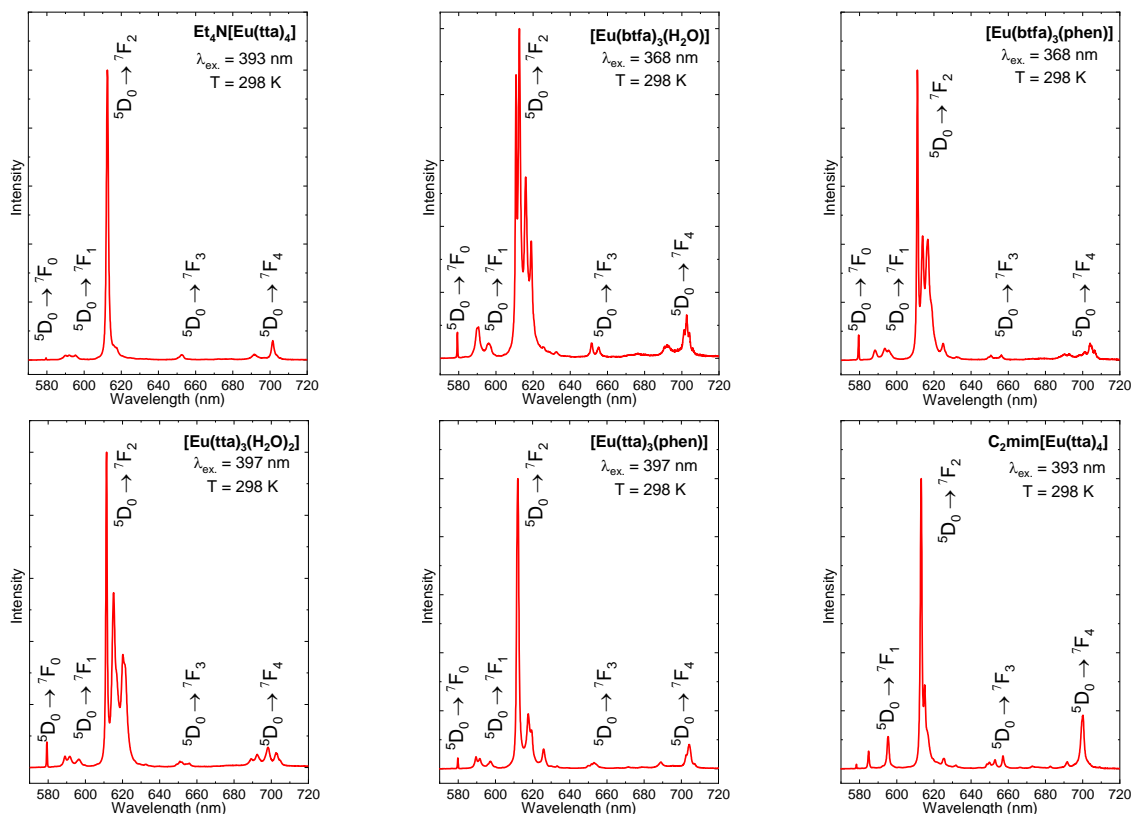 Et₄N[Eu(tta)₄]
λex. = 393 nm
T = 298 K
⁵D₀ → ⁷F₀
⁵D₀ → ⁷F₁
⁵D₀ → ⁷F₂
⁵D₀ → ⁷F₃
⁵D₀ → ⁷F₄
Intensity
580 600 620 640 660 680 700 720
Wavelength (nm)
[Eu(btfa)₃(H₂O)]
λex. = 368 nm
T = 298 K
⁵D₀ → ⁷F₀
⁵D₀ → ⁷F₁
⁵D₀ → ⁷F₂
⁵D₀ → ⁷F₃
⁵D₀ → ⁷F₄
Intensity
580 600 620 640 660 680 700 720
Wavelength (nm)
[Eu(btfa)₃(phen)]
λex. = 368 nm
T = 298 K
⁵D₀ → ⁷F₀
⁵D₀ → ⁷F₁
⁵D₀ → ⁷F₂
⁵D₀ → ⁷F₃
⁵D₀ → ⁷F₄
Intensity
580 600 620 640 660 680 700 720
Wavelength (nm)
[Eu(tta)₃(H₂O)₂]
λex. = 397 nm
T = 298 K
⁵D₀ → ⁷F₀
⁵D₀ → ⁷F₁
⁵D₀ → ⁷F₂
⁵D₀ → ⁷F₃
⁵D₀ → ⁷F₄
Intensity
580 600 620 640 660 680 700 720
Wavelength (nm)
[Eu(tta)₃(phen)]
λex. = 397 nm
T = 298 K
⁵D₀ → ⁷F₀
⁵D₀ → ⁷F₁
⁵D₀ → ⁷F₂
⁵D₀ → ⁷F₃
⁵D₀ → ⁷F₄
Intensity
580 600 620 640 660 680 700 720
Wavelength (nm)
C₂mim[Eu(tta)₄]
λex. = 393 nm
T = 298 K
⁵D₀ → ⁷F₁
⁵D₀ → ⁷F₂
⁵D₀ → ⁷F₃
⁵D₀ → ⁷F₄
Intensity
580 600 620 640 660 680 700 720
Wavelength (nm)